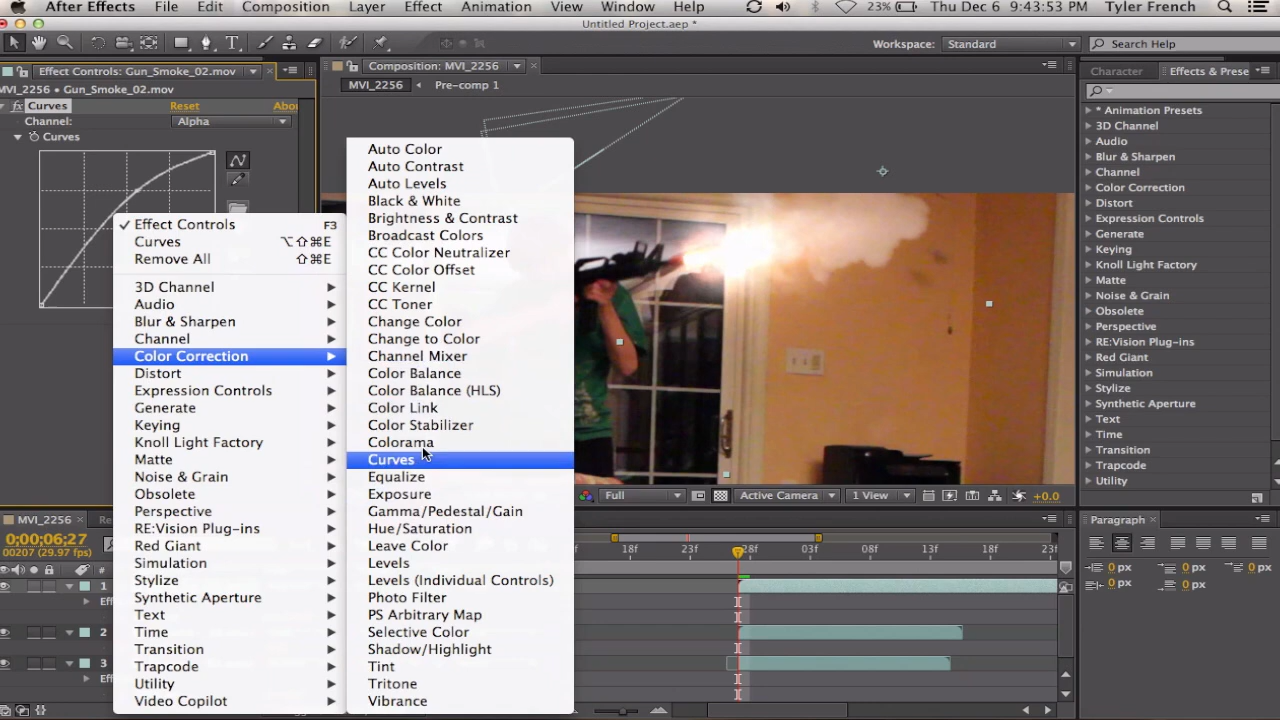 After Effects File Edit Composition Layer Effect Animation View Window Help 23% Thu Dec 6 9:43:53 PM Tyler French
Untitled Project.aep *
T Workspace: Standard Search Help
Effect Controls: Gun_Smoke_02.mov
MVI_2256 • Gun_Smoke_02.mov
fx Curves Reset Abou
Channel: Alpha
Curves
Composition: MVI_2256
MVI_2256 Pre-comp 1
✓ Effect Controls F3
Curves ⌥⇧⌘E
Remove All ⇧⌘E
3D Channel
Audio
Blur & Sharpen
Channel
Color Correction
Distort
Expression Controls
Generate
Keying
Knoll Light Factory
Matte
Noise & Grain
Obsolete
Perspective
RE:Vision Plug-ins
Red Giant
Simulation
Stylize
Synthetic Aperture
Text
Time
Transition
Trapcode
Utility
Video Copilot
Auto Color
Auto Contrast
Auto Levels
Black & White
Brightness & Contrast
Broadcast Colors
CC Color Neutralizer
CC Color Offset
CC Kernel
CC Toner
Change Color
Change to Color
Channel Mixer
Color Balance
Color Balance (HLS)
Color Link
Color Stabilizer
Colorama
Curves
Equalize
Exposure
Gamma/Pedestal/Gain
Hue/Saturation
Leave Color
Levels
Levels (Individual Controls)
Photo Filter
PS Arbitrary Map
Selective Color
Shadow/Highlight
Tint
Tritone
Vibrance
Full Active Camera 1 View +0.0
Character Effects & Prese
* Animation Presets
3D Channel
Audio
Blur & Sharpen
Channel
Color Correction
Distort
Expression Controls
Generate
Keying
Knoll Light Factory
Matte
Noise & Grain
Obsolete
Perspective
RE:Vision Plug-ins
Red Giant
Simulation
Stylize
Synthetic Aperture
Text
Time
Transition
Trapcode
Utility
MVI_2256 Re
0;00;06;27
00207 (29.97 fps)
#
1
Eff
2
3
Eff
18f 23f 28f 03f 08f 13f 18f 23f
Paragraph
0 px 0 px 0 px
0 px 0 px